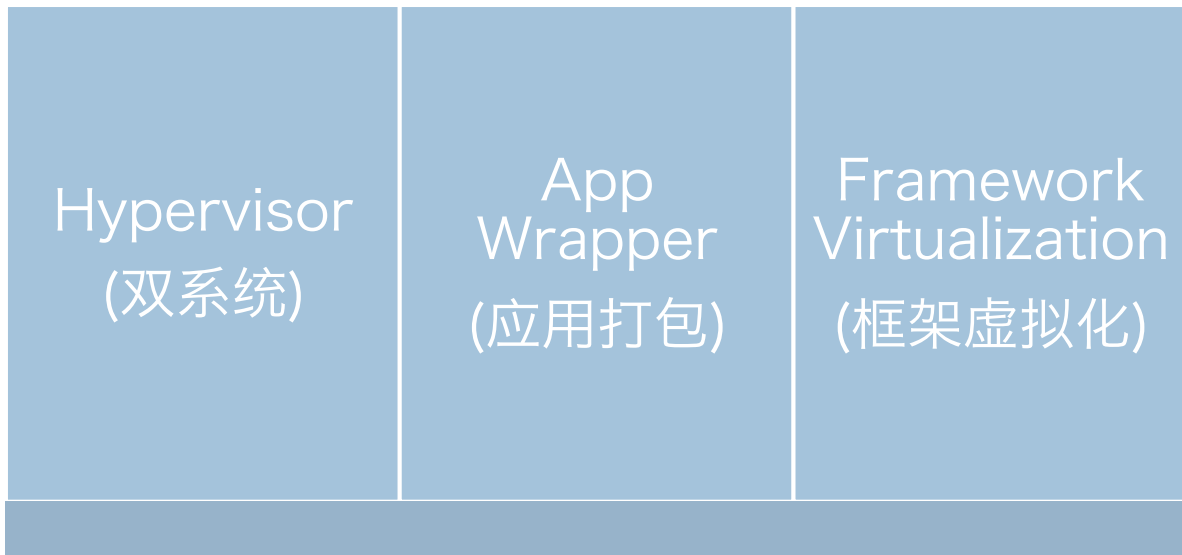 Hypervisor
(双系统)
App
Wrapper
(应用打包)
Framework
Virtualization
(框架虚拟化)